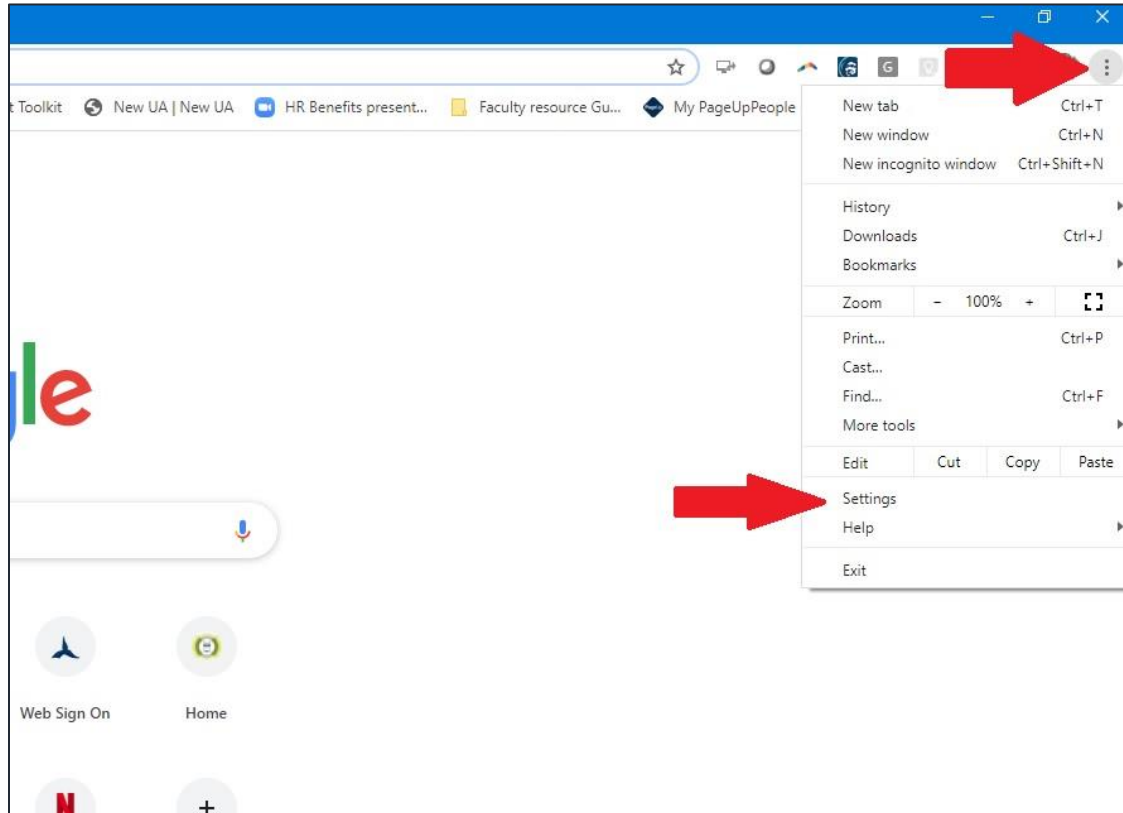 t Toolkit New UA | New UA HR Benefits present... Faculty resource Gu... My PageUpPeople
New tab Ctrl+T
New window Ctrl+N
New incognito window Ctrl+Shift+N
History
Downloads Ctrl+J
Bookmarks
Zoom - 100% +
Print... Ctrl+P
Cast...
Find... Ctrl+F
More tools
Edit Cut Copy Paste
Settings
Help
Exit
gle
Web Sign On Home
N +